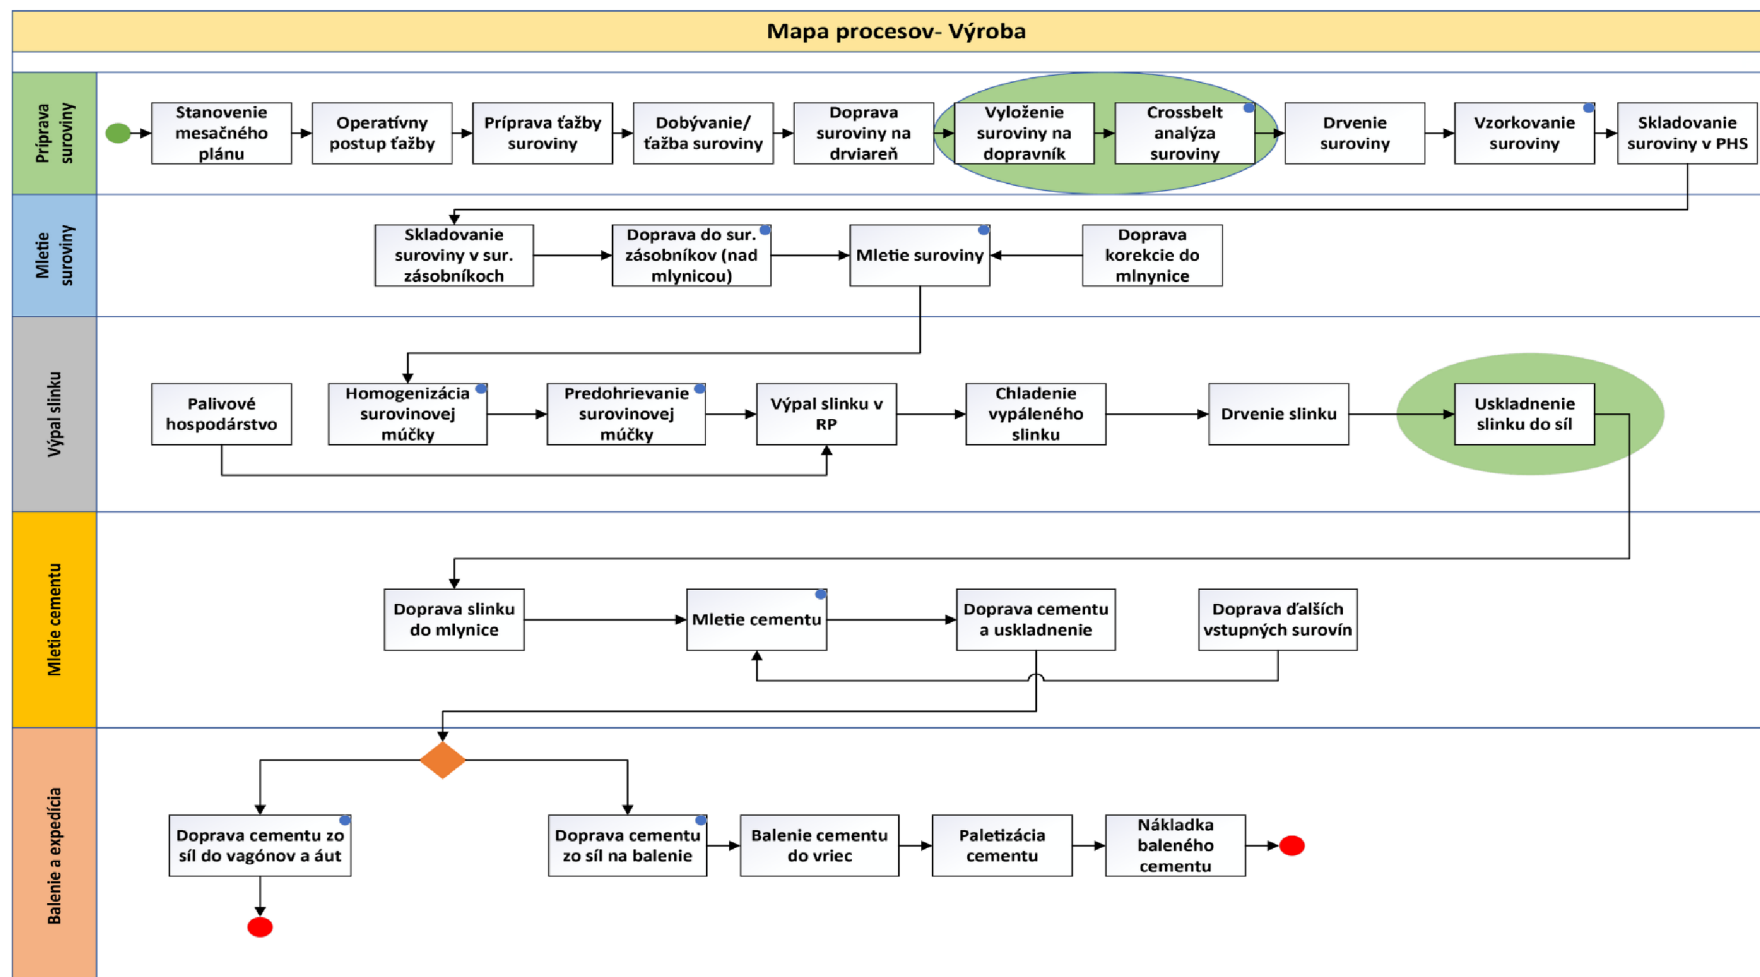 Mapa procesov- Výroba
Príprava
suroviny
Stanovenie
mesačného
plánu
Operatívny
postup ťažby
Príprava ťažby
suroviny
Dobývanie/
ťažba suroviny
Doprava
suroviny na
drviareň
Vyloženie
suroviny na
dopravník
Crossbelt
analýza
suroviny
Drvenie
suroviny
Vzorkovanie
suroviny
Skladovanie
suroviny v PHS
Mletie
suroviny
Skladovanie
suroviny v sur.
zásobníkoch
Doprava do sur.
zásobníkov (nad
mlynicou)
Mletie suroviny
Doprava
korekcie do
mlnynice
Výpal slinku
Palivové
hospodárstvo
Homogenizácia
surovinovej
múčky
Predohrievanie
surovinovej
múčky
Výpal slinku v
RP
Chladenie
vypáleného
slinku
Drvenie slinku
Uskladnenie
slinku do síl
Mletie cementu
Doprava slinku
do mlynice
Mletie cementu
Doprava cementu
a uskladnenie
Doprava ďalších
vstupných surovín
Balenie a expedícia
Doprava cementu zo
síl do vagónov a áut
Doprava cementu
zo síl na balenie
Balenie cementu
do vriec
Paletizácia
cementu
Nákladka
baleného
cementu